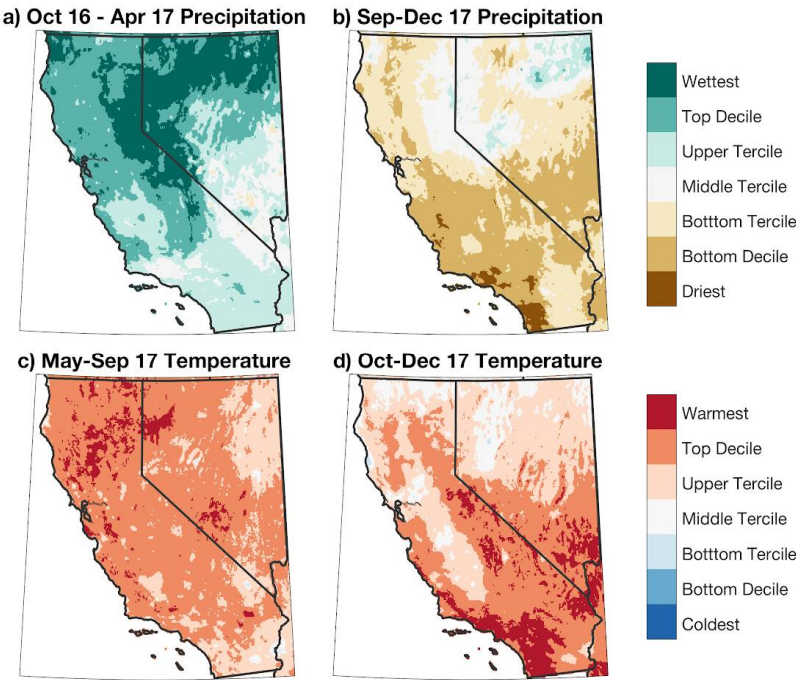 a) Oct 16 - Apr 17 Precipitation
b) Sep-Dec 17 Precipitation
Wettest
Top Decile
Upper Tercile
Middle Tercile
Botttom Tercile
Bottom Decile
Driest
c) May-Sep 17 Temperature
d) Oct-Dec 17 Temperature
Warmest
Top Decile
Upper Tercile
Middle Tercile
Botttom Tercile
Bottom Decile
Coldest